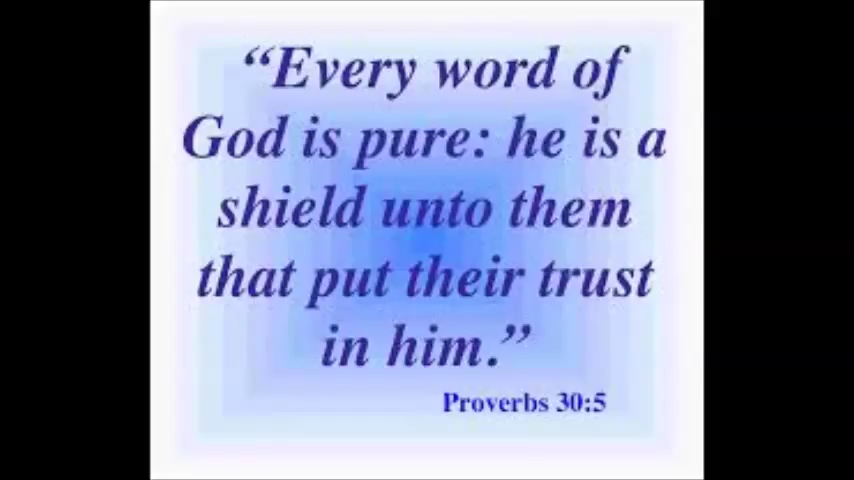 “Every word of
God is pure: he is a
shield unto them
that put their trust
in him.”
Proverbs 30:5